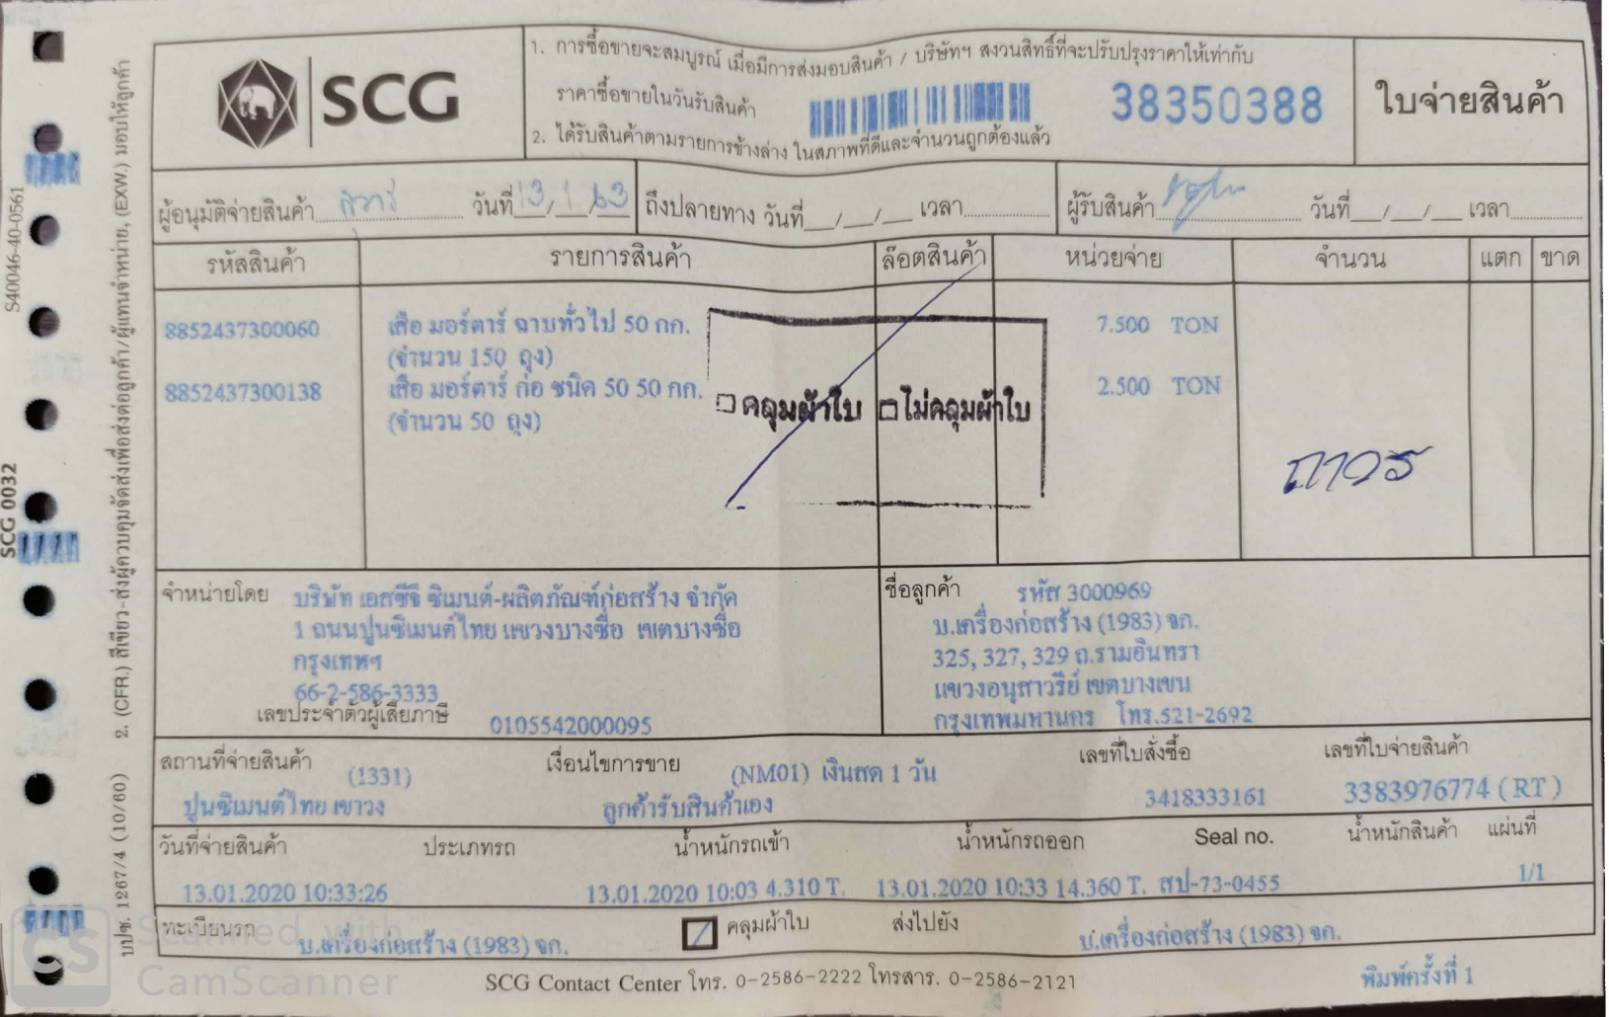 SCG
1. การซื้อขายจะสมบูรณ์ เมื่อมีการส่งมอบสินค้า / บริษัทฯ สงวนสิทธิ์ที่จะปรับปรุงราคาให้เท่ากับ
ราคาซื้อขายในวันรับสินค้า
2. ได้รับสินค้าตามรายการข้างล่าง ในสภาพที่ดีและจำนวนถูกต้องแล้ว
38350388
ใบจ่ายสินค้า
ผู้อนุมัติจ่ายสินค้า วันที่ 13/1/63 ถึงปลายทาง วันที่__/__/__ เวลา ผู้รับสินค้า วันที่__/__/__ เวลา
รหัสสินค้า รายการสินค้า ล๊อตสินค้า หน่วยจ่าย จำนวน แตก ขาด
8852437300060 เสือ มอร์ตาร์ ฉาบทั่วไป 50 กก. 7.500 TON
(จำนวน 150 ถุง)
8852437300138 เสือ มอร์ตาร์ ก่อ ชนิด 50 50 กก. 2.500 TON
(จำนวน 50 ถุง)
คลุมผ้าใบ ไม่คลุมผ้าใบ
ถาวร
จำหน่ายโดย บริษัท เอสซีจี ซิเมนต์-ผลิตภัณฑ์ก่อสร้าง จำกัด
1 ถนนปูนซิเมนต์ไทย แขวงบางซื่อ เขตบางซื่อ
กรุงเทพฯ
66-2-586-3333
เลขประจำตัวผู้เสียภาษี 0105542000095
ชื่อลูกค้า รหัส 3000969
บ.เครื่องก่อสร้าง (1983) จก.
325, 327, 329 ถ.รามอินทรา
แขวงอนุสาวรีย์ เขตบางเขน
กรุงเทพมหานคร โทร.521-2692
สถานที่จ่ายสินค้า (1331) เงื่อนไขการขาย (NM01) เงินสด 1 วัน เลขที่ใบสั่งซื้อ เลขที่ใบจ่ายสินค้า
ปูนซิเมนต์ไทย เขาวง ลูกค้ารับสินค้าเอง 3418333161 3383976774 (RT)
วันที่จ่ายสินค้า ประเภทรถ น้ำหนักรถเข้า น้ำหนักรถออก Seal no. น้ำหนักสินค้า แผ่นที่
13.01.2020 10:33:26 13.01.2020 10:03 4.310 T. 13.01.2020 10:33 14.360 T. สป-73-0455 1/1
ทะเบียนรถ บ.เครื่องก่อสร้าง (1983) จก. คลุมผ้าใบ ส่งไปยัง บ.เครื่องก่อสร้าง (1983) จก.
SCG Contact Center โทร. 0-2586-2222 โทรสาร. 0-2586-2121
พิมพ์ครั้งที่ 1
S40046-40-0561
SCG 0032
บปช. 1267/4 (10/60) 2. (CFR.) สีเขียว-ส่งผู้ควบคุมจัดส่งเพื่อส่งต่อลูกค้า/ผู้แทนจำหน่าย, (EXW.) มอบให้ลูกค้า
CS
Scanned with
CamScanner